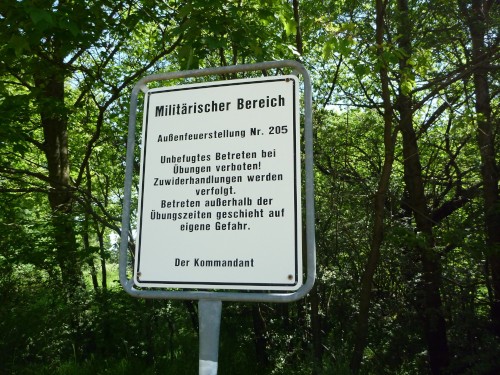 Militärischer Bereich
Außenfeuerstellung Nr. 205
Unbefugtes Betreten bei
Übungen verboten!
Zuwiderhandlungen werden
verfolgt.
Betreten außerhalb der
Übungszeiten geschieht auf
eigene Gefahr.
Der Kommandant